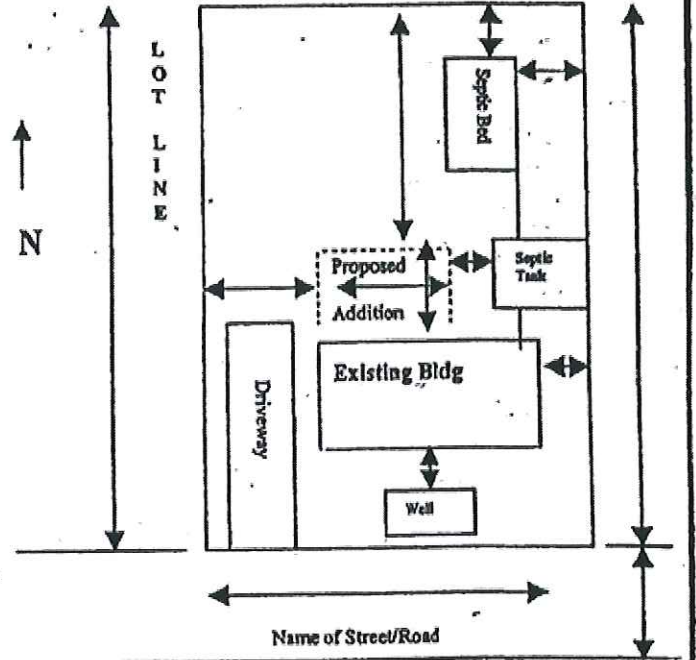 LOT LINE
N
Septic Bed
Proposed
Addition
Septic
Tank
Existing Bldg
Driveway
Well
Name of Street/Road